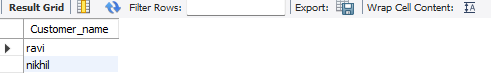 Result Grid Filter Rows: Export: Wrap Cell Content:
Customer_name
ravi
nikhil